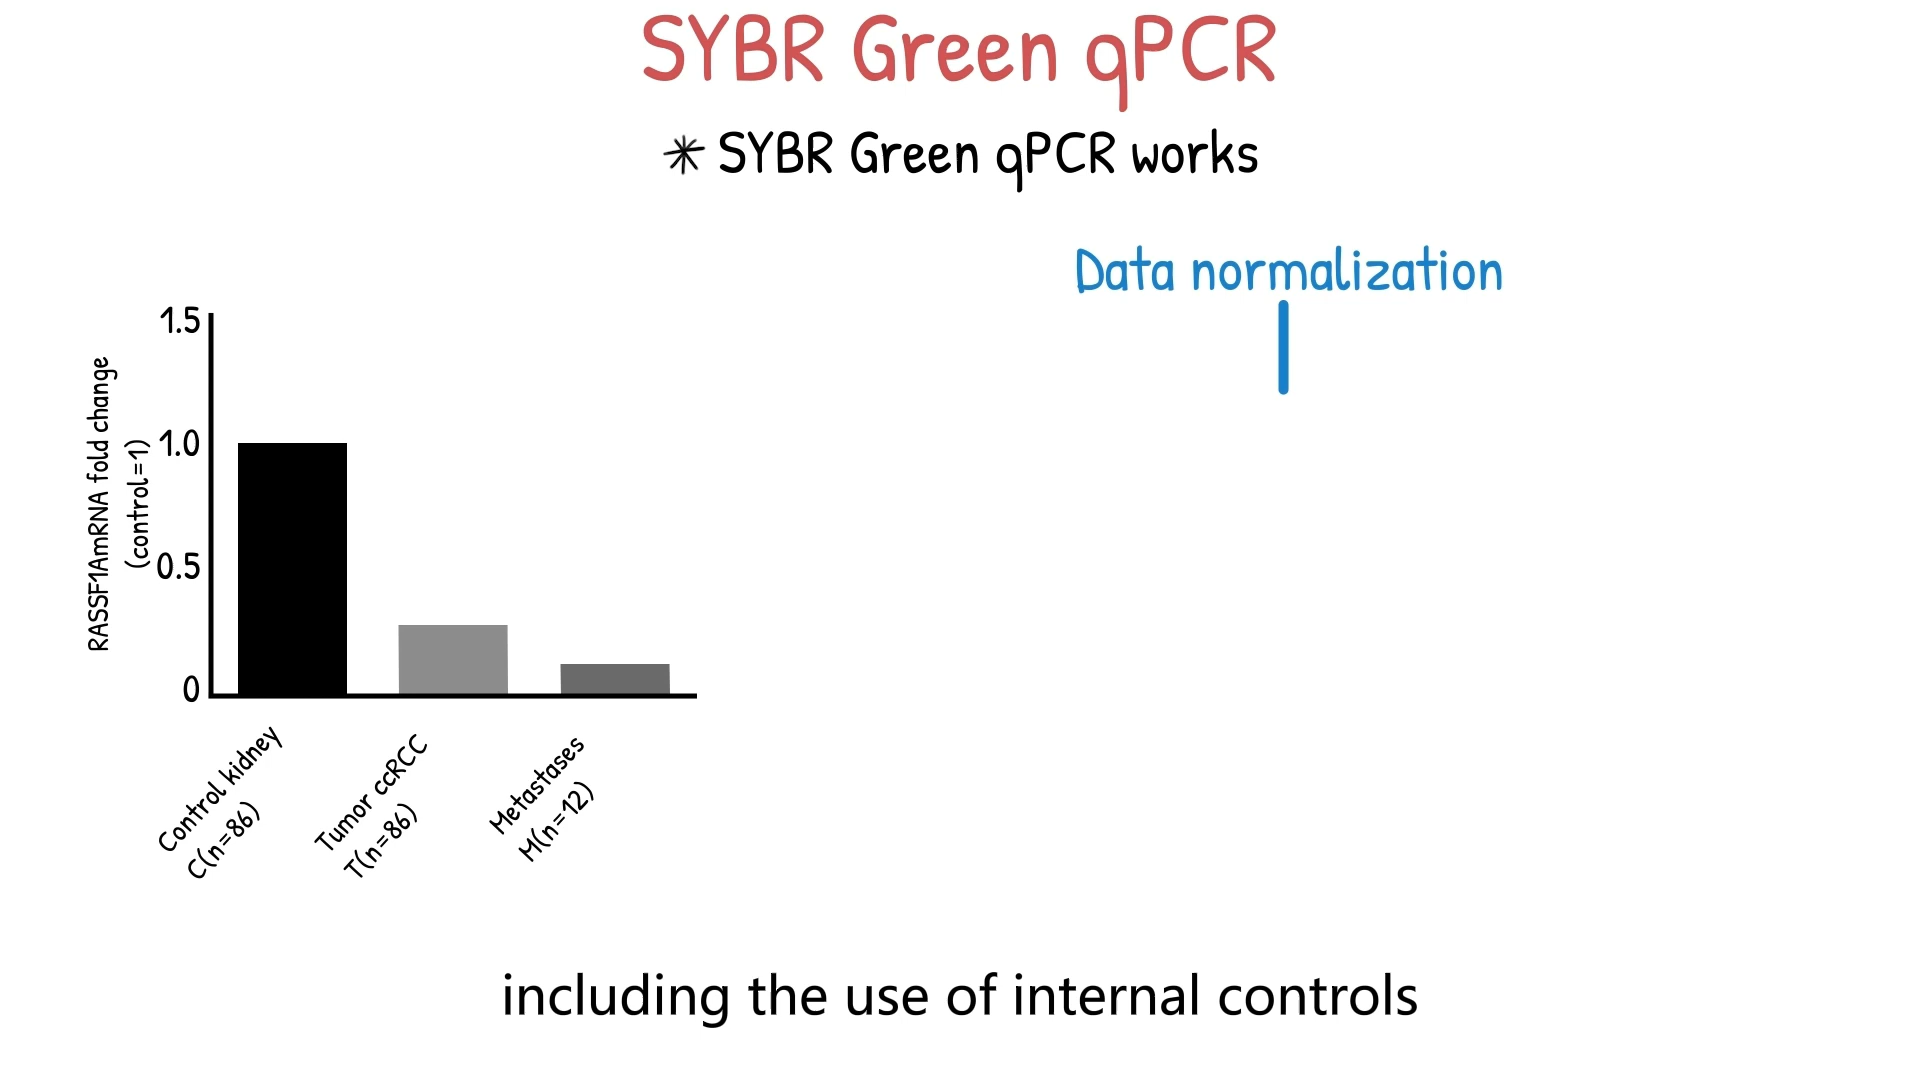 SYBR Green qPCR
✳ SYBR Green qPCR works
Data normalization
RASSF1AmRNA fold change
(control=1)
1.5
1.0
0.5
0
Control kidney
C(n=86)
Tumor ccRCC
T(n=86)
Metastases
M(n=12)
including the use of internal controls